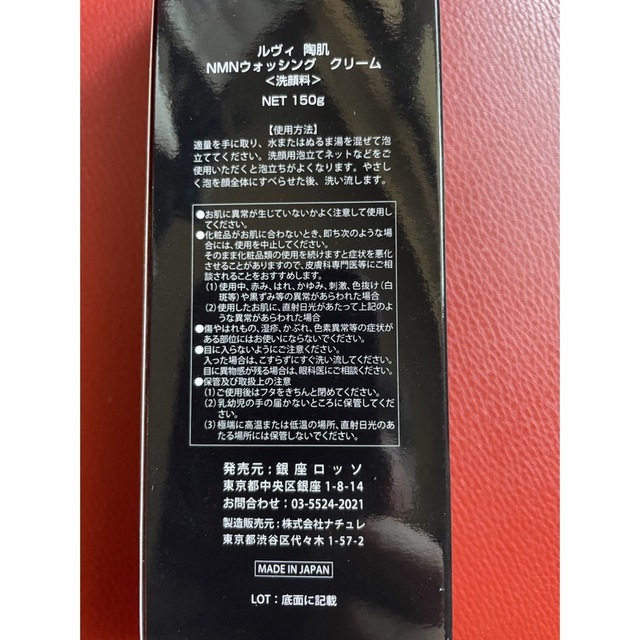 ルヴィ 陶肌
NMNウォッシング クリーム
<洗顔料>
NET 150g
【使用方法】
適量を手に取り、水またはぬるま湯を混ぜて泡
立ててください。洗顔用泡立てネットなどをご
使用いただくと泡立ちがよくなります。やさし
く泡を顔全体にすべらせた後、洗い流します。
●お肌に異常が生じていないかよく注意して使用し
てください。
●化粧品がお肌に合わないとき、即ち次のような場
合には、使用を中止してください。
そのまま化粧品類の使用を続けますと症状を悪
化させることがありますので、皮膚科専門医等にご相
談されることをおすすめします。
(1)使用中、赤み、はれ、かゆみ、刺激、色抜け(白
斑等)や黒ずみ等の異常があらわれた場合
(2)使用したお肌に、直射日光があたって上記のよ
うな異常があらわれた場合
●傷やはれもの、湿疹、かぶれ、色素異常等の症状が
ある部位にはお使いにならないでください。
●目に入らないようにご注意ください。
入った場合は、こすらずにすぐ洗い流してください。
目に異物感が残る場合は、眼科医にご相談ください。
●保管及び取扱上の注意
(1)ご使用後はフタをきちんと閉めてください。
(2)乳幼児の手の届かないところに保管してくだ
さい。
(3)極端に高温または低温の場所、直射日光のあ
たる場所には保管しないでください。
発売元:銀座ロッソ
東京都中央区銀座1-8-14
お問合わせ:03-5524-2021
製造販売元:株式会社ナチュレ
東京都渋谷区代々木1-57-2
MADE IN JAPAN
LOT:底面に記載